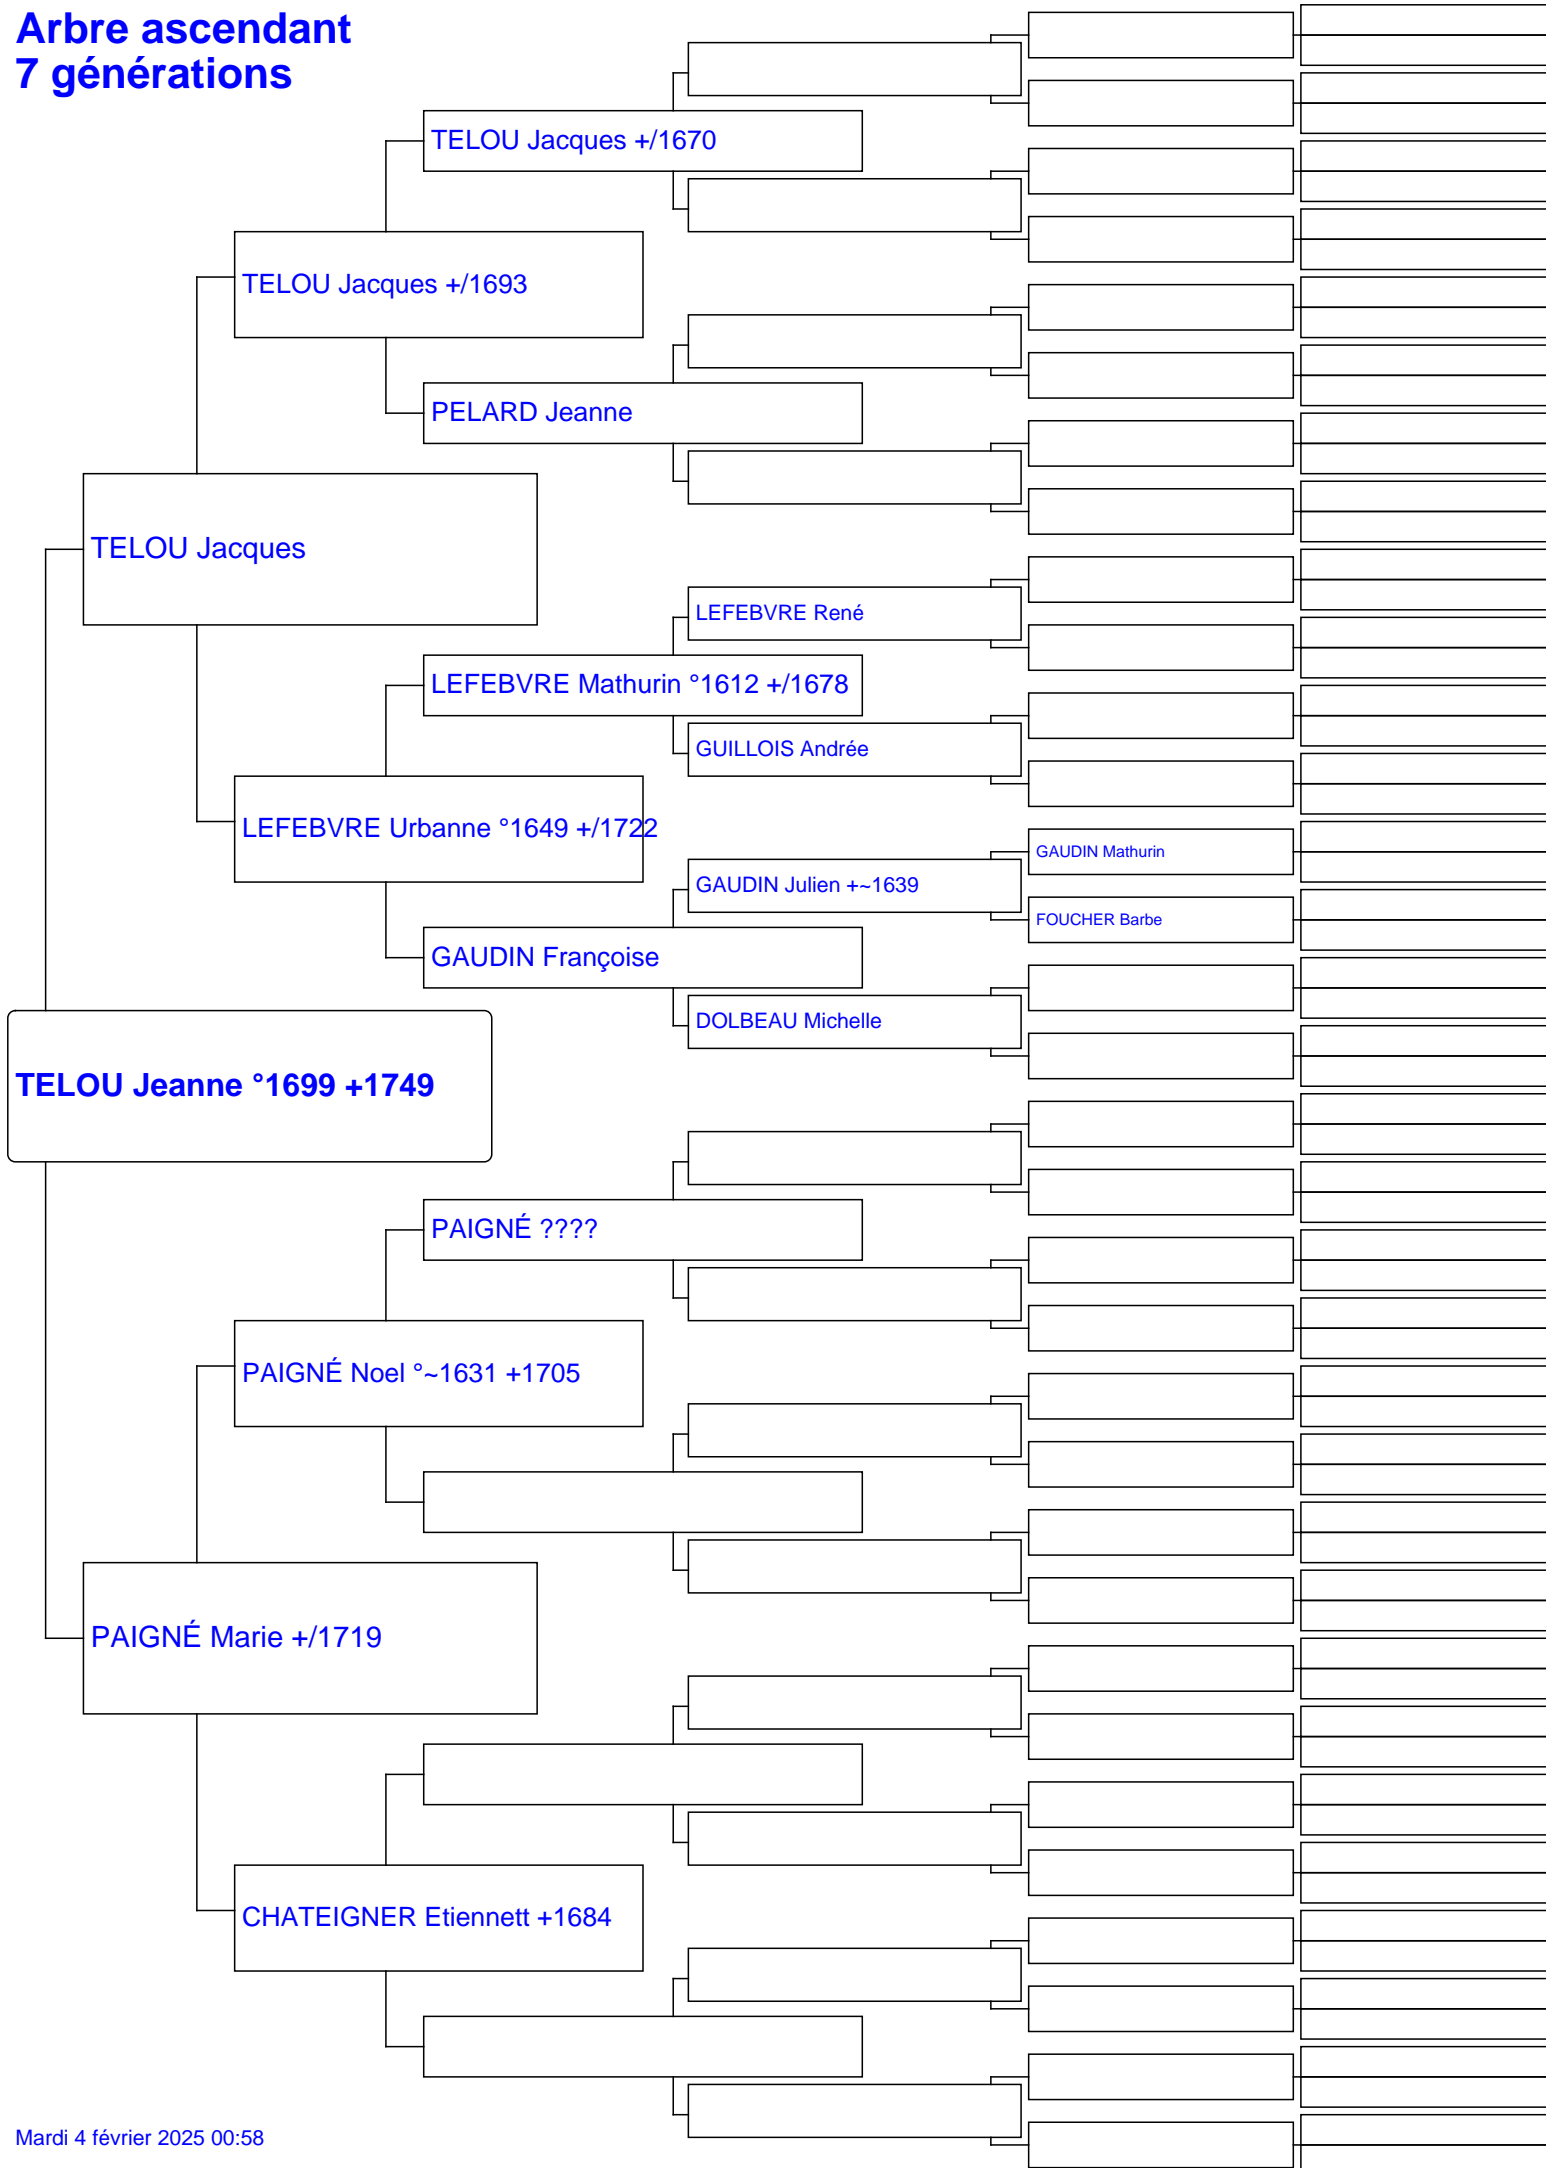 Arbre ascendant
7 générations
TELOU Jacques +/1670
TELOU Jacques +/1693
PELARD Jeanne
TELOU Jacques
LEFEBVRE René
LEFEBVRE Mathurin °1612 +/1678
GUILLOIS Andrée
LEFEBVRE Urbanne °1649 +/1722
GAUDIN Mathurin
GAUDIN Julien +~1639
FOUCHER Barbe
GAUDIN Françoise
DOLBEAU Michelle
TELOU Jeanne °1699 +1749
PAIGNÉ ????
PAIGNÉ Noel °~1631 +1705
PAIGNÉ Marie +/1719
CHATEIGNER Etiennett +1684
Mardi 4 février 2025 00:58